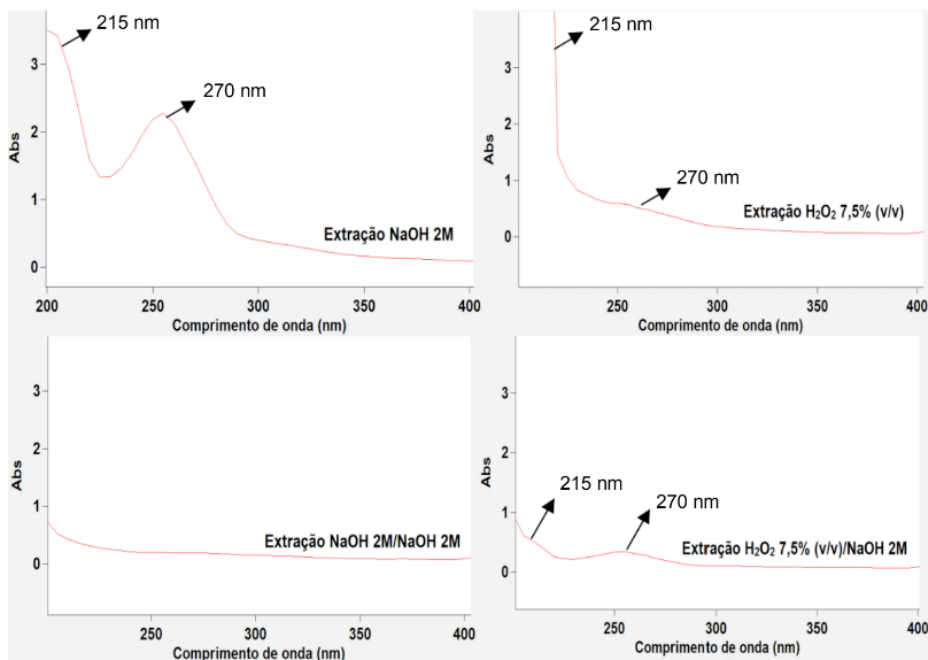 215 nm
3
270 nm
2
Abs
1
Extração NaOH 2M
0
200 250 300 350 400
Comprimento de onda (nm)
215 nm
3
2
Abs
270 nm
1
Extração H₂O₂ 7,5% (v/v)
0
250 300 350 400
Comprimento de onda (nm)
3
2
Abs
1
Extração NaOH 2M/NaOH 2M
0
250 300 350 400
Comprimento de onda (nm)
3
2
Abs
215 nm
270 nm
1
Extração H₂O₂ 7,5% (v/v)/NaOH 2M
0
250 300 350 400
Comprimento de onda (nm)